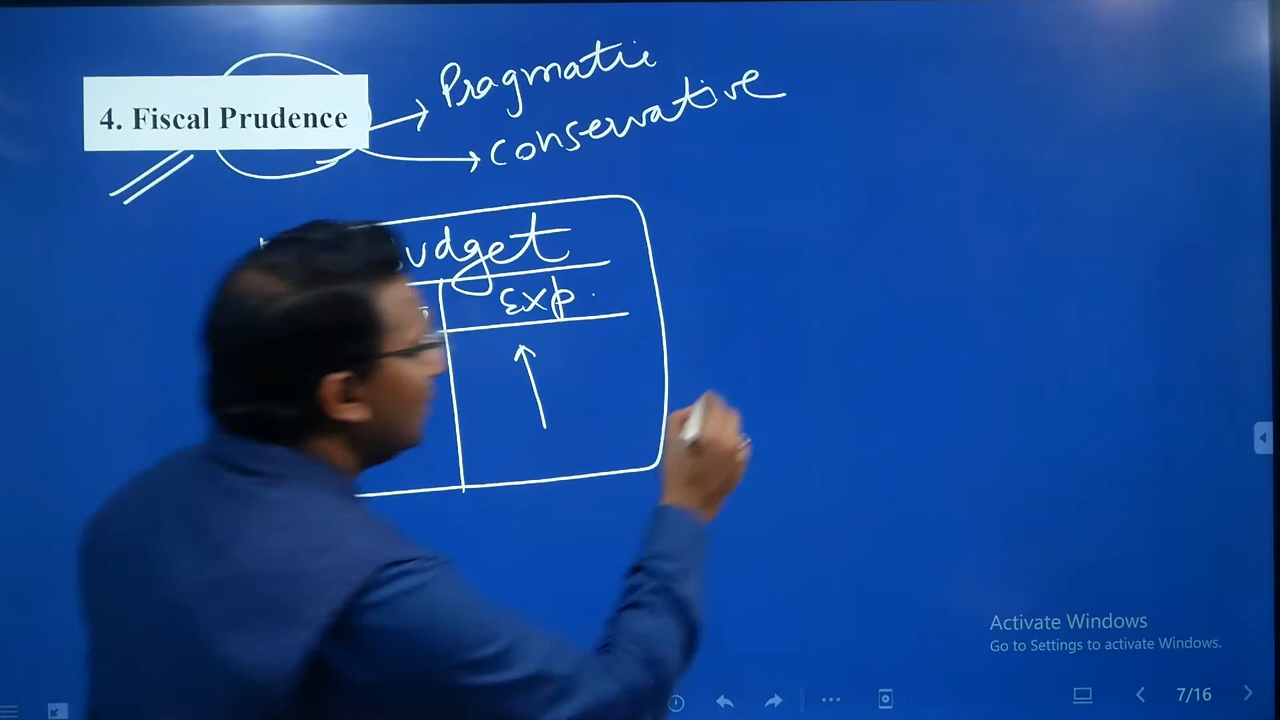 4. Fiscal Prudence
Pragmatic
Conservative
udget
Exp.
Activate Windows
Go to Settings to activate Windows.
7/16